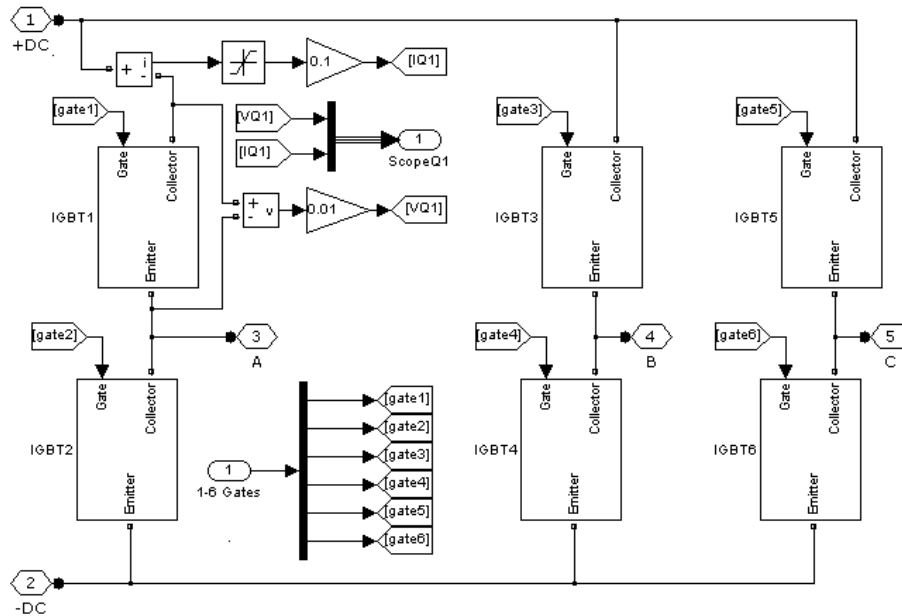 1
+DC
+
i
-
0.1
[IQ1]
[gate1]
[VQ1]
[IQ1]
1
ScopeQ1
[gate3]
[gate5]
Gate
Collector
IGBT1
Emitter
+
-
v
0.01
[VQ1]
Gate
Collector
IGBT3
Emitter
Gate
Collector
IGBT5
Emitter
[gate2]
3
A
[gate4]
4
B
[gate6]
5
C
Gate
Collector
IGBT2
Emitter
1
1-6 Gates
[gate1]
[gate2]
[gate3]
[gate4]
[gate5]
[gate6]
Gate
Collector
IGBT4
Emitter
Gate
Collector
IGBT6
Emitter
2
-DC